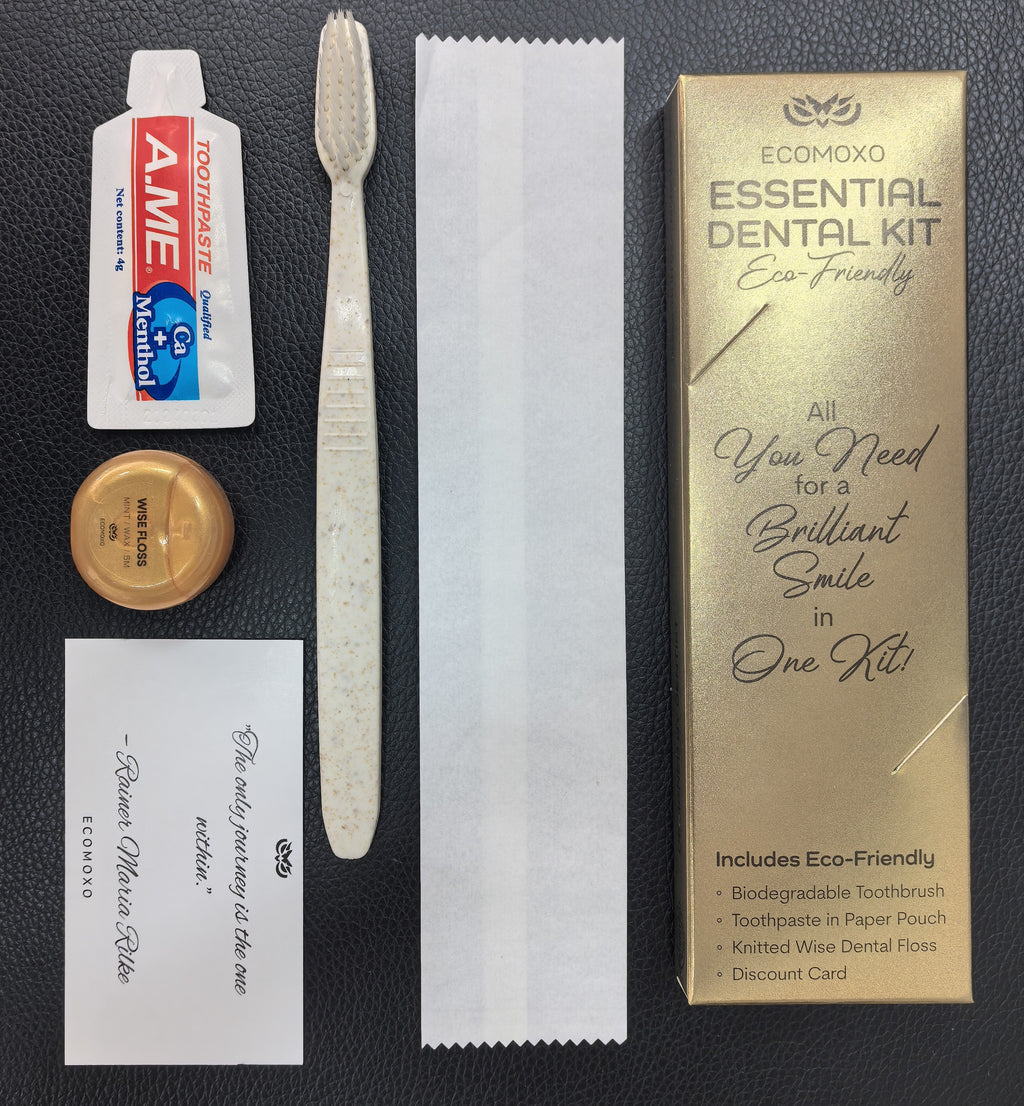 TOOTHPASTE
A.ME®
Net content: 4g
Qualified
Ca
+
Menthol
WISE FLOSS
MINT / WAX / 5M
ECOMOXO
"The only journey is the one
within."
– Rainer Maria Rilke
ECOMOXO
ECOMOXO
ESSENTIAL
DENTAL KIT
Eco-Friendly
All
You Need
for a
Brilliant
Smile
in
One Kit!
Includes Eco-Friendly
◦ Biodegradable Toothbrush
◦ Toothpaste in Paper Pouch
◦ Knitted Wise Dental Floss
◦ Discount Card